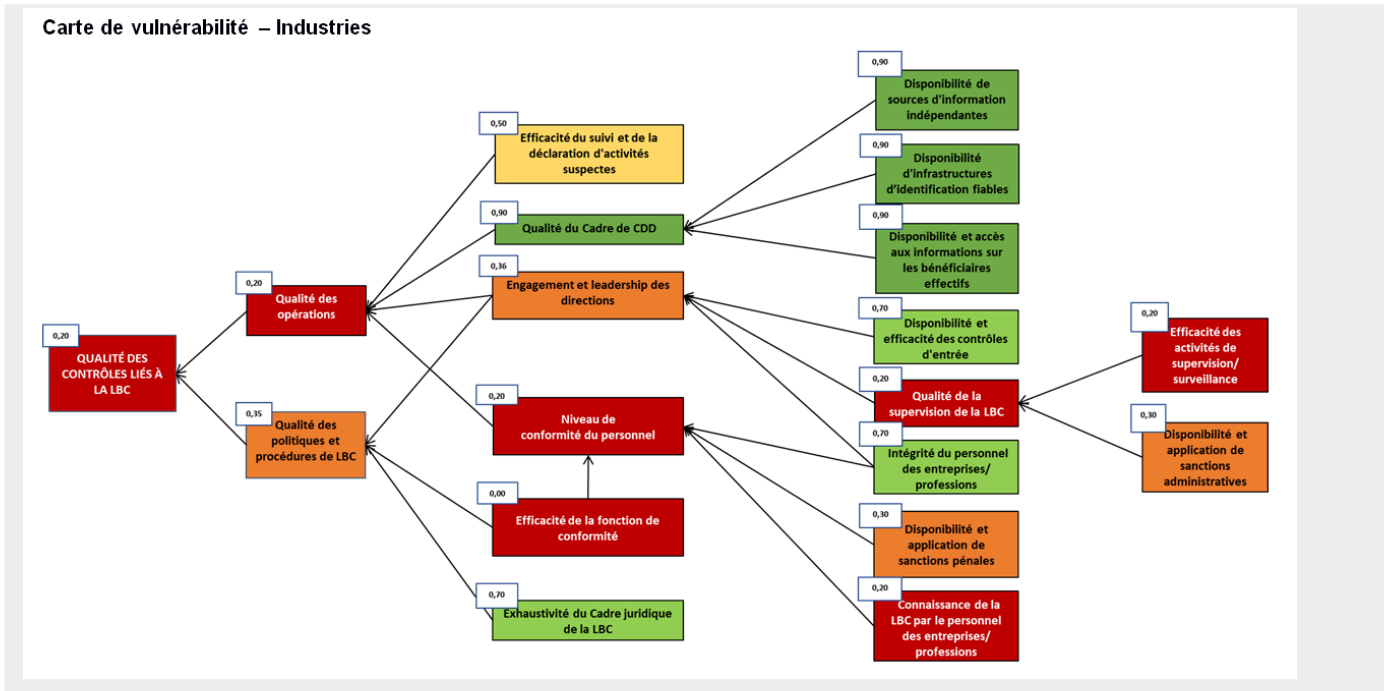 Carte de vulnérabilité – Industries
0,20
QUALITÉ DES
CONTRÔLES LIÉS À
LA LBC
0,20
Qualité des
opérations
0,35
Qualité des
politiques et
procédures de LBC
0,50
Efficacité du suivi et de la
déclaration d'activités
suspectes
0,90
Qualité du Cadre de CDD
0,36
Engagement et leadership des
directions
0,20
Niveau de
conformité du personnel
0,00
Efficacité de la fonction de
conformité
0,70
Exhaustivité du Cadre juridique
de la LBC
0,90
Disponibilité de
sources d'information
indépendantes
0,90
Disponibilité
d'infrastructures
d'identification fiables
0,90
Disponibilité et accès
aux informations sur
les bénéficiaires
effectifs
0,70
Disponibilité et
efficacité des contrôles
d'entrée
0,20
Qualité de la
supervision de la LBC
0,70
Intégrité du personnel
des entreprises/
professions
0,30
Disponibilité et
application de
sanctions pénales
0,20
Connaissance de la
LBC par le personnel
des entreprises/
professions
0,20
Efficacité des
activités de
supervision/
surveillance
0,30
Disponibilité et
application de
sanctions
administratives